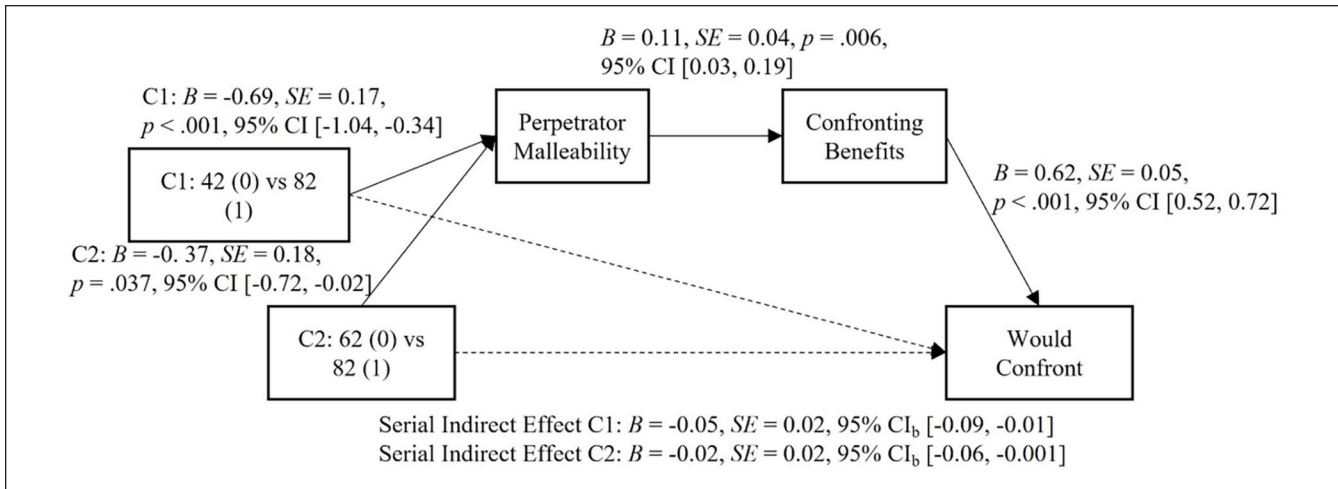 B = 0.11, SE = 0.04, p = .006,
95% CI [0.03, 0.19]
C1: B = -0.69, SE = 0.17,
p < .001, 95% CI [-1.04, -0.34]
Perpetrator
Malleability
Confronting
Benefits
C1: 42 (0) vs 82
(1)
B = 0.62, SE = 0.05,
p < .001, 95% CI [0.52, 0.72]
C2: B = -0. 37, SE = 0.18,
p = .037, 95% CI [-0.72, -0.02]
C2: 62 (0) vs
82 (1)
Would
Confront
Serial Indirect Effect C1: B = -0.05, SE = 0.02, 95% CIb [-0.09, -0.01]
Serial Indirect Effect C2: B = -0.02, SE = 0.02, 95% CIb [-0.06, -0.001]